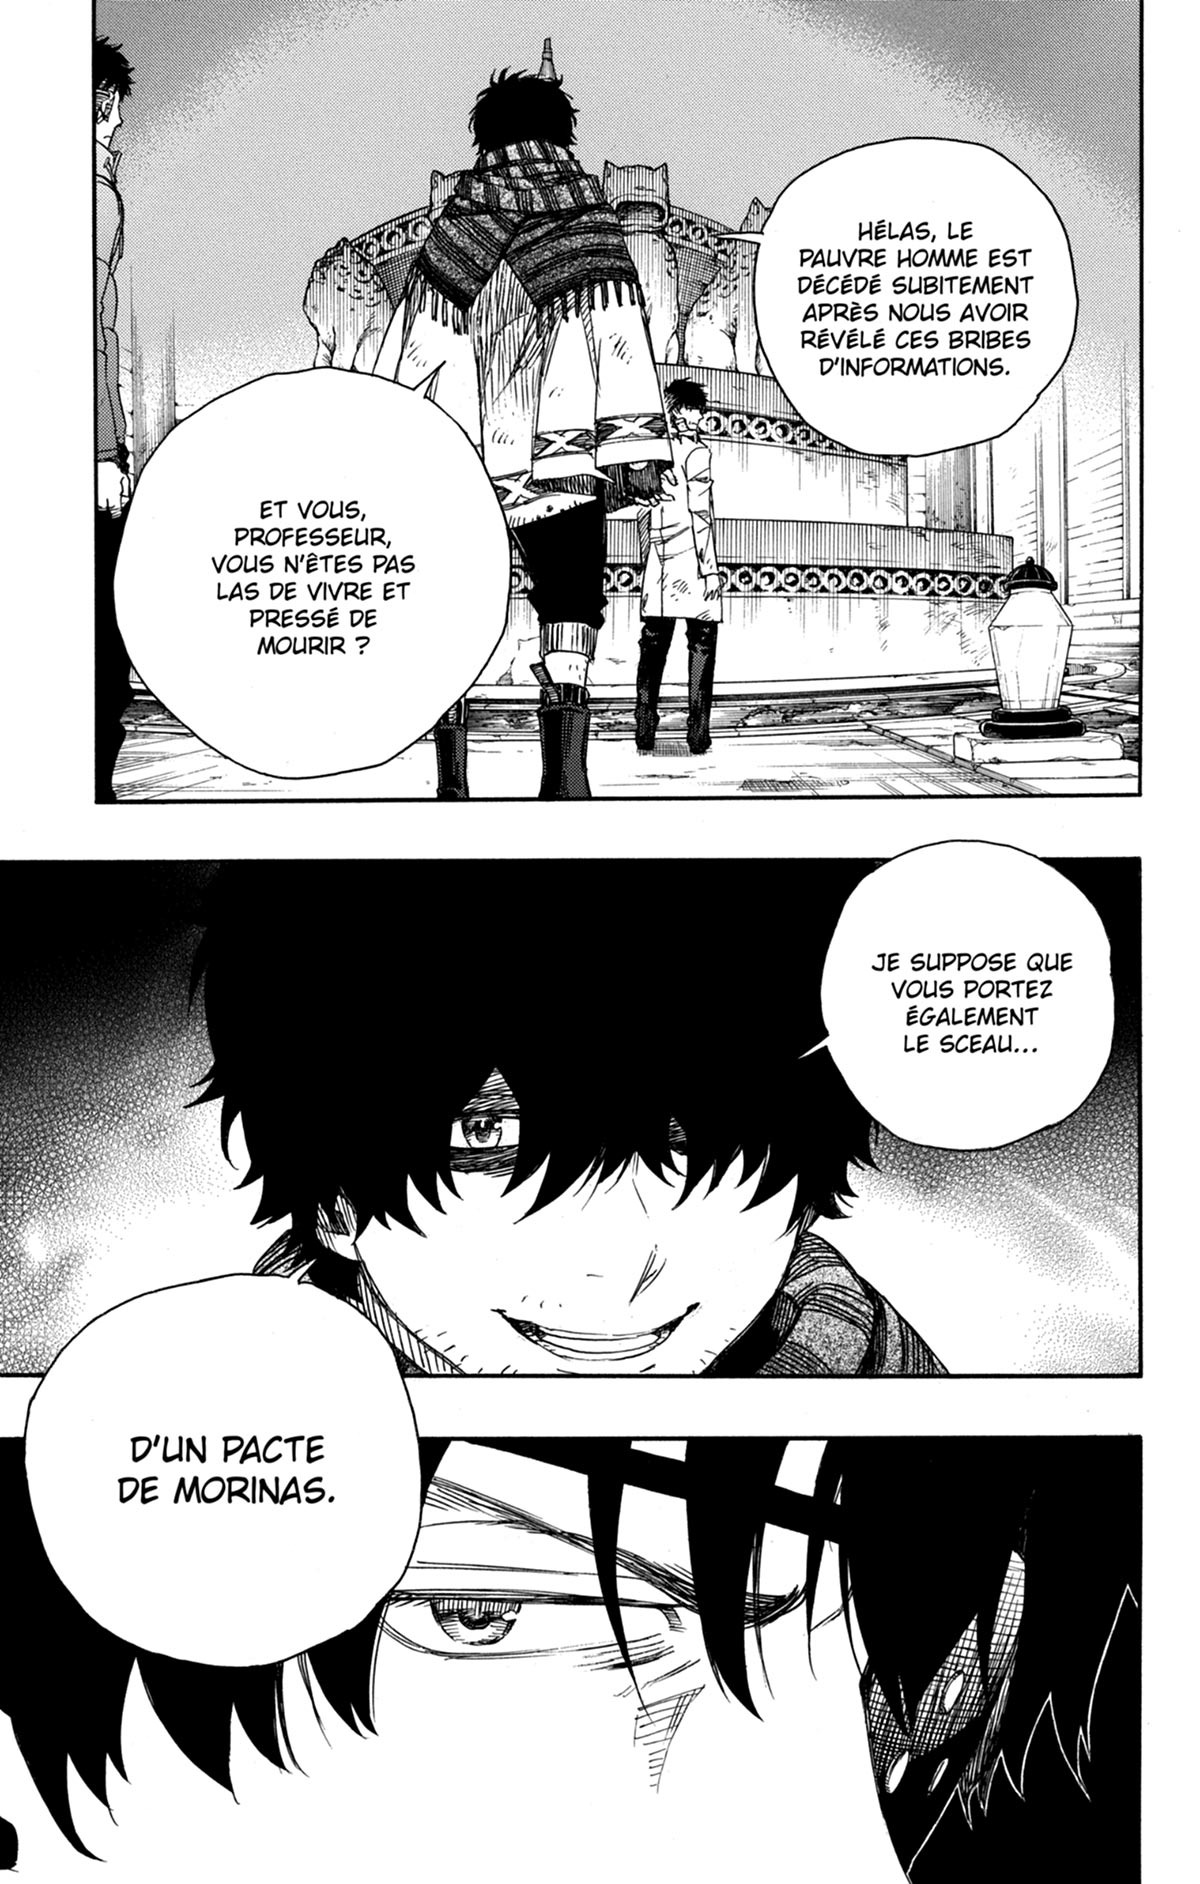 HÉLAS, LE
PAUVRE HOMME EST
DÉCÉDÉ SUBITEMENT
APRÈS NOUS AVOIR
RÉVÉLÉ CES BRIBES
D'INFORMATIONS.
ET VOUS,
PROFESSEUR,
VOUS N'ÊTES PAS
LAS DE VIVRE ET
PRESSÉ DE
MOURIR ?
JE SUPPOSE QUE
VOUS PORTEZ
ÉGALEMENT
LE SCEAU...
D'UN PACTE
DE MORINAS.